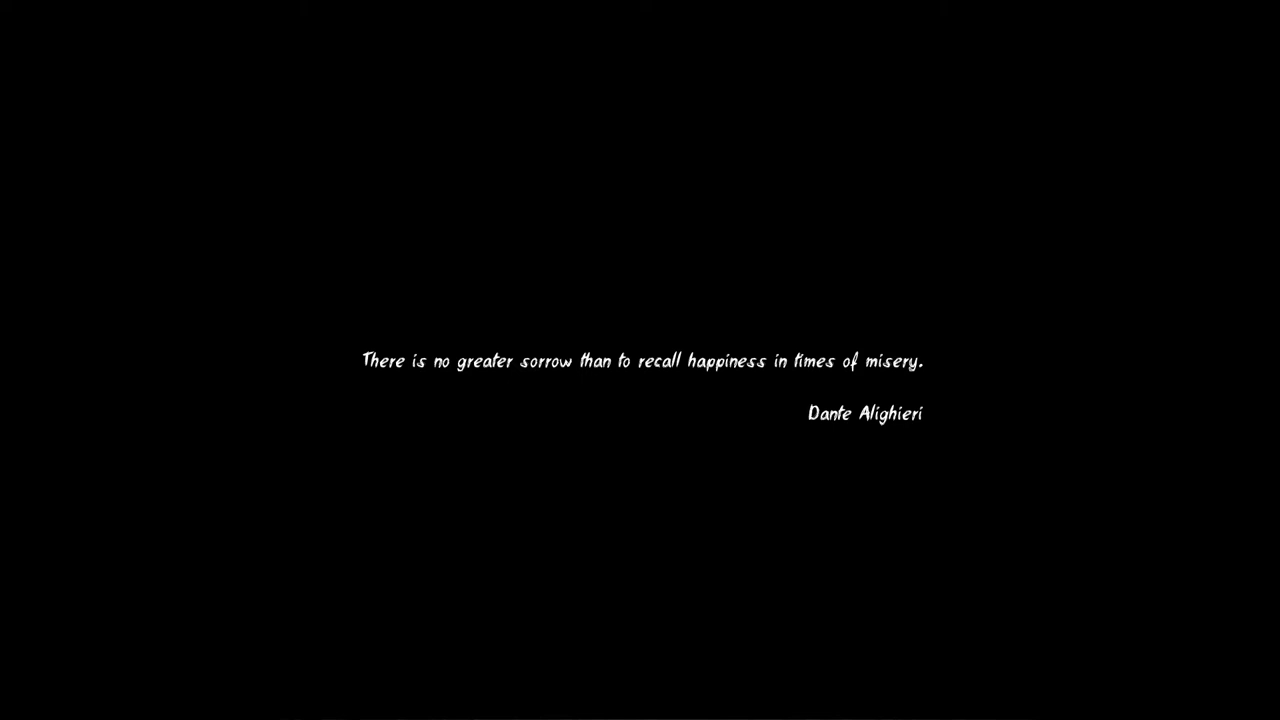 There is no greater sorrow than to recall happiness in times of misery.
Dante Alighieri